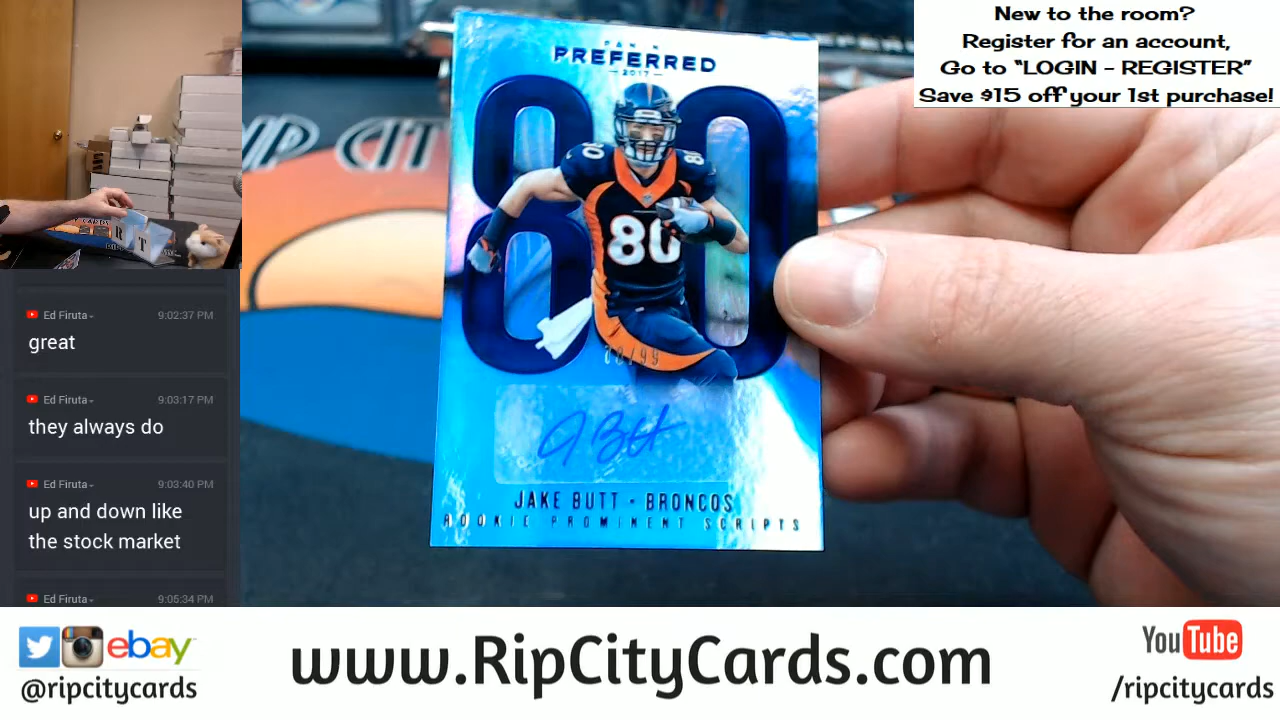 New to the room?
Register for an account,
Go to “LOGIN - REGISTER”
Save $15 off your 1st purchase!
PREFERRED
2017
80
80
80
JAKE BUTT - BRONCOS
ROOKIE PROMINENT SCRIPTS
Ed Firuta
9:02:37 PM
great
Ed Firuta
9:03:17 PM
they always do
Ed Firuta
9:03:40 PM
up and down like
the stock market
Ed Firuta
9:05:34 PM
ebay
@ripcitycards
www.RipCityCards.com
YouTube
/ripcitycards